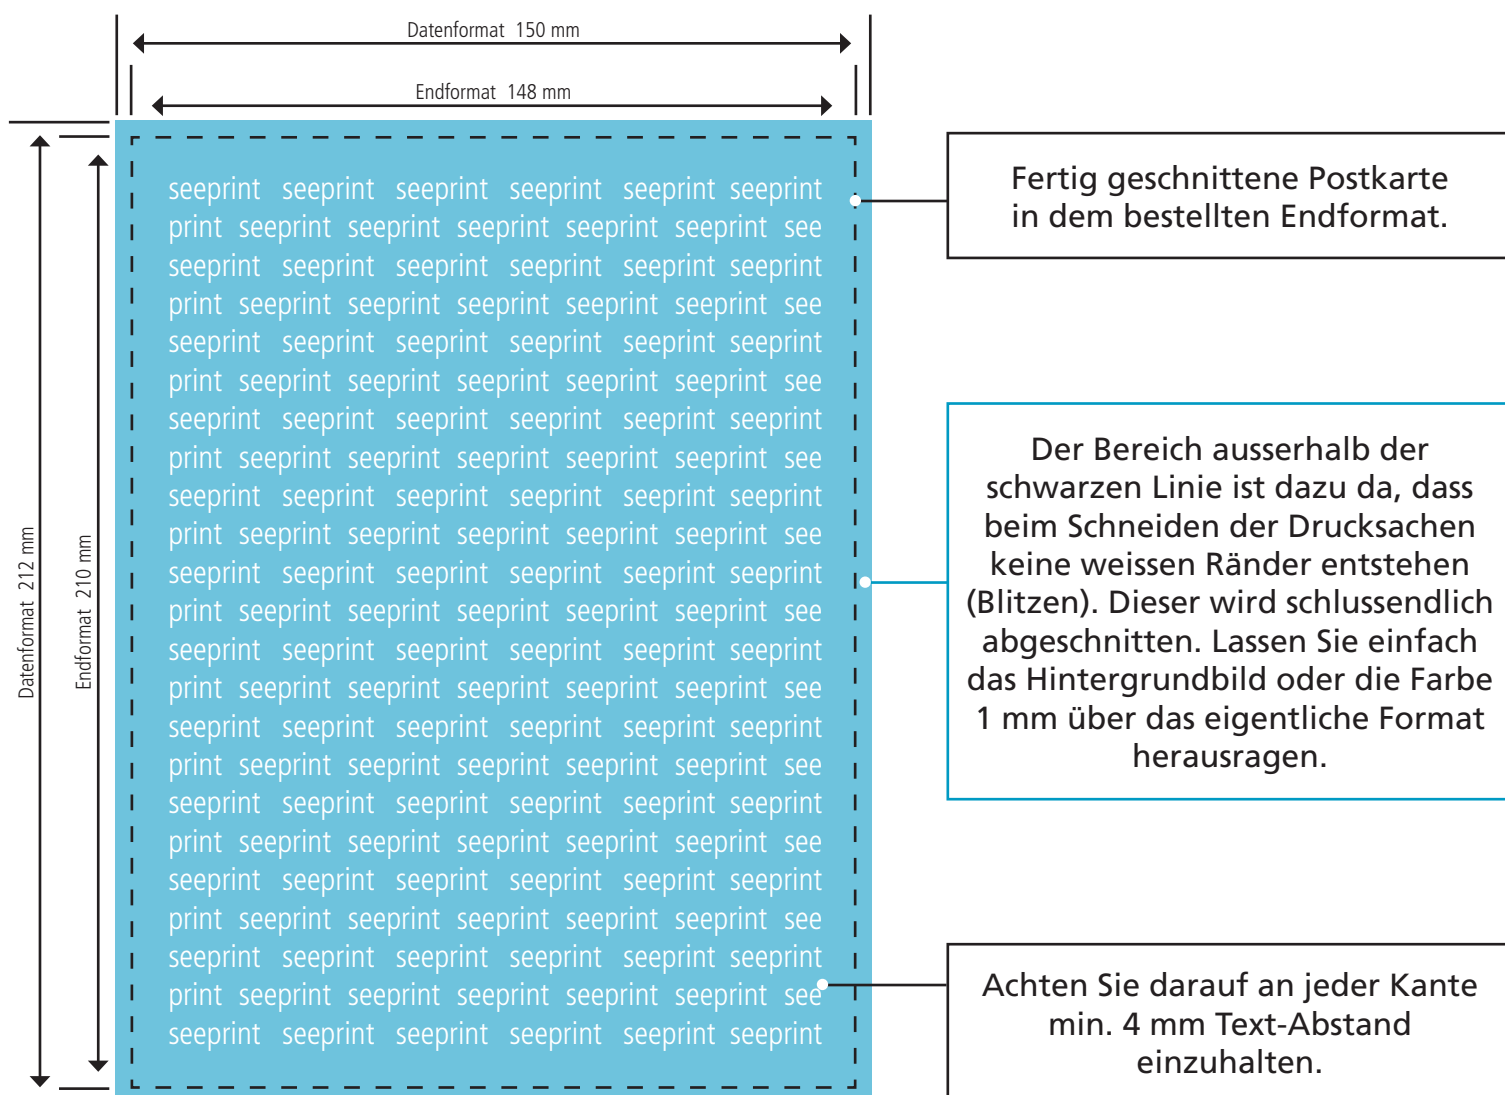 Datenformat 150 mm
Endformat 148 mm
Datenformat 212 mm
Endformat 210 mm
seeprint seeprint seeprint seeprint seeprint seeprint
print seeprint seeprint seeprint seeprint seeprint see
seeprint seeprint seeprint seeprint seeprint seeprint
print seeprint seeprint seeprint seeprint seeprint see
seeprint seeprint seeprint seeprint seeprint seeprint
print seeprint seeprint seeprint seeprint seeprint see
seeprint seeprint seeprint seeprint seeprint seeprint
print seeprint seeprint seeprint seeprint seeprint see
seeprint seeprint seeprint seeprint seeprint seeprint
print seeprint seeprint seeprint seeprint seeprint see
seeprint seeprint seeprint seeprint seeprint seeprint
print seeprint seeprint seeprint seeprint seeprint see
seeprint seeprint seeprint seeprint seeprint seeprint
print seeprint seeprint seeprint seeprint seeprint see
seeprint seeprint seeprint seeprint seeprint seeprint
print seeprint seeprint seeprint seeprint seeprint see
seeprint seeprint seeprint seeprint seeprint seeprint
print seeprint seeprint seeprint seeprint seeprint see
seeprint seeprint seeprint seeprint seeprint seeprint
print seeprint seeprint seeprint seeprint seeprint see
seeprint seeprint seeprint seeprint seeprint seeprint
print seeprint seeprint seeprint seeprint seeprint see
seeprint seeprint seeprint seeprint seeprint seeprint
Fertig geschnittene Postkarte
in dem bestellten Endformat.
Der Bereich ausserhalb der
schwarzen Linie ist dazu da, dass
beim Schneiden der Drucksachen
keine weissen Ränder entstehen
(Blitzen). Dieser wird schlussendlich
abgeschnitten. Lassen Sie einfach
das Hintergrundbild oder die Farbe
1 mm über das eigentliche Format
herausragen.
Achten Sie darauf an jeder Kante
min. 4 mm Text-Abstand
einzuhalten.